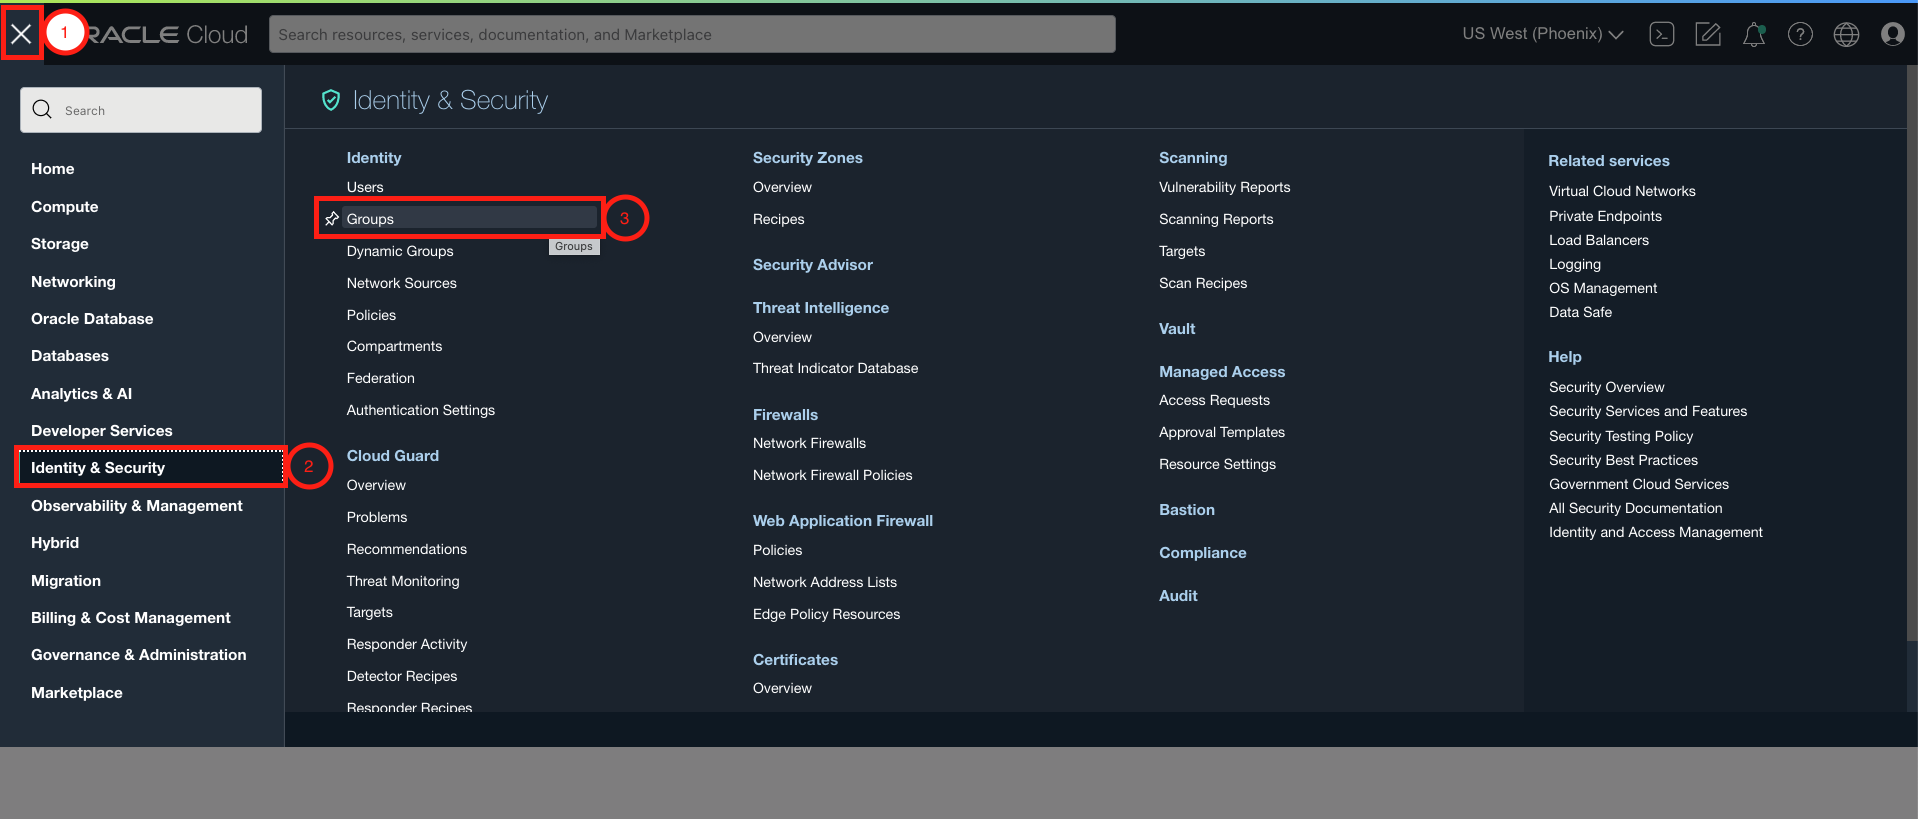 1
RACLE Cloud
Search resources, services, documentation, and Marketplace
US West (Phoenix)
Search
Home
Compute
Storage
Networking
Oracle Database
Databases
Analytics & AI
Developer Services
Identity & Security
2
Observability & Management
Hybrid
Migration
Billing & Cost Management
Governance & Administration
Marketplace
Identity & Security
Identity
Users
Groups
3
Groups
Dynamic Groups
Network Sources
Policies
Compartments
Federation
Authentication Settings
Cloud Guard
Overview
Problems
Recommendations
Threat Monitoring
Targets
Responder Activity
Detector Recipes
Responder Recipes
Security Zones
Overview
Recipes
Security Advisor
Threat Intelligence
Overview
Threat Indicator Database
Firewalls
Network Firewalls
Network Firewall Policies
Web Application Firewall
Policies
Network Address Lists
Edge Policy Resources
Certificates
Overview
Scanning
Vulnerability Reports
Scanning Reports
Targets
Scan Recipes
Vault
Managed Access
Access Requests
Approval Templates
Resource Settings
Bastion
Compliance
Audit
Related services
Virtual Cloud Networks
Private Endpoints
Load Balancers
Logging
OS Management
Data Safe
Help
Security Overview
Security Services and Features
Security Testing Policy
Security Best Practices
Government Cloud Services
All Security Documentation
Identity and Access Management